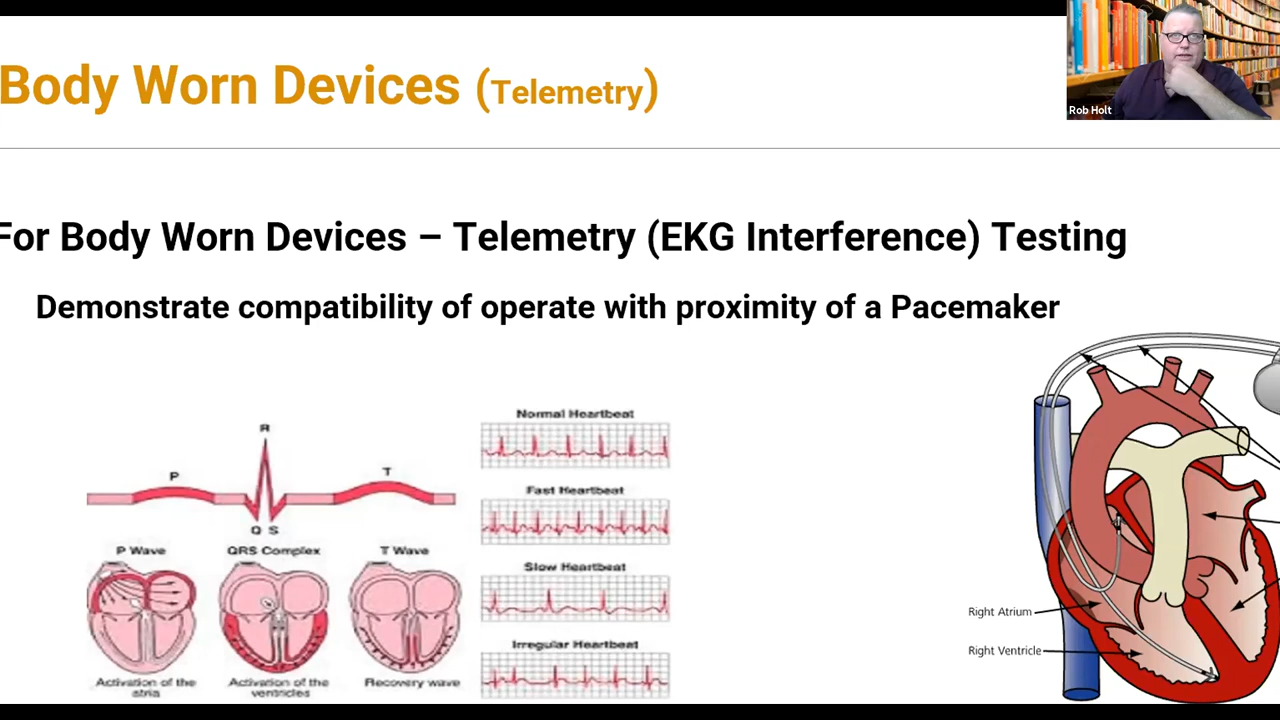 Body Worn Devices (Telemetry)
Rob Holt
For Body Worn Devices – Telemetry (EKG Interference) Testing
Demonstrate compatibility of operate with proximity of a Pacemaker
R
P
T
Q S
P Wave
QRS Complex
T Wave
Activation of the
atria
Activation of the
ventricles
Recovery wave
Normal Heartbeat
Fast Heartbeat
Slow Heartbeat
Irregular Heartbeat
Right Atrium
Right Ventricle